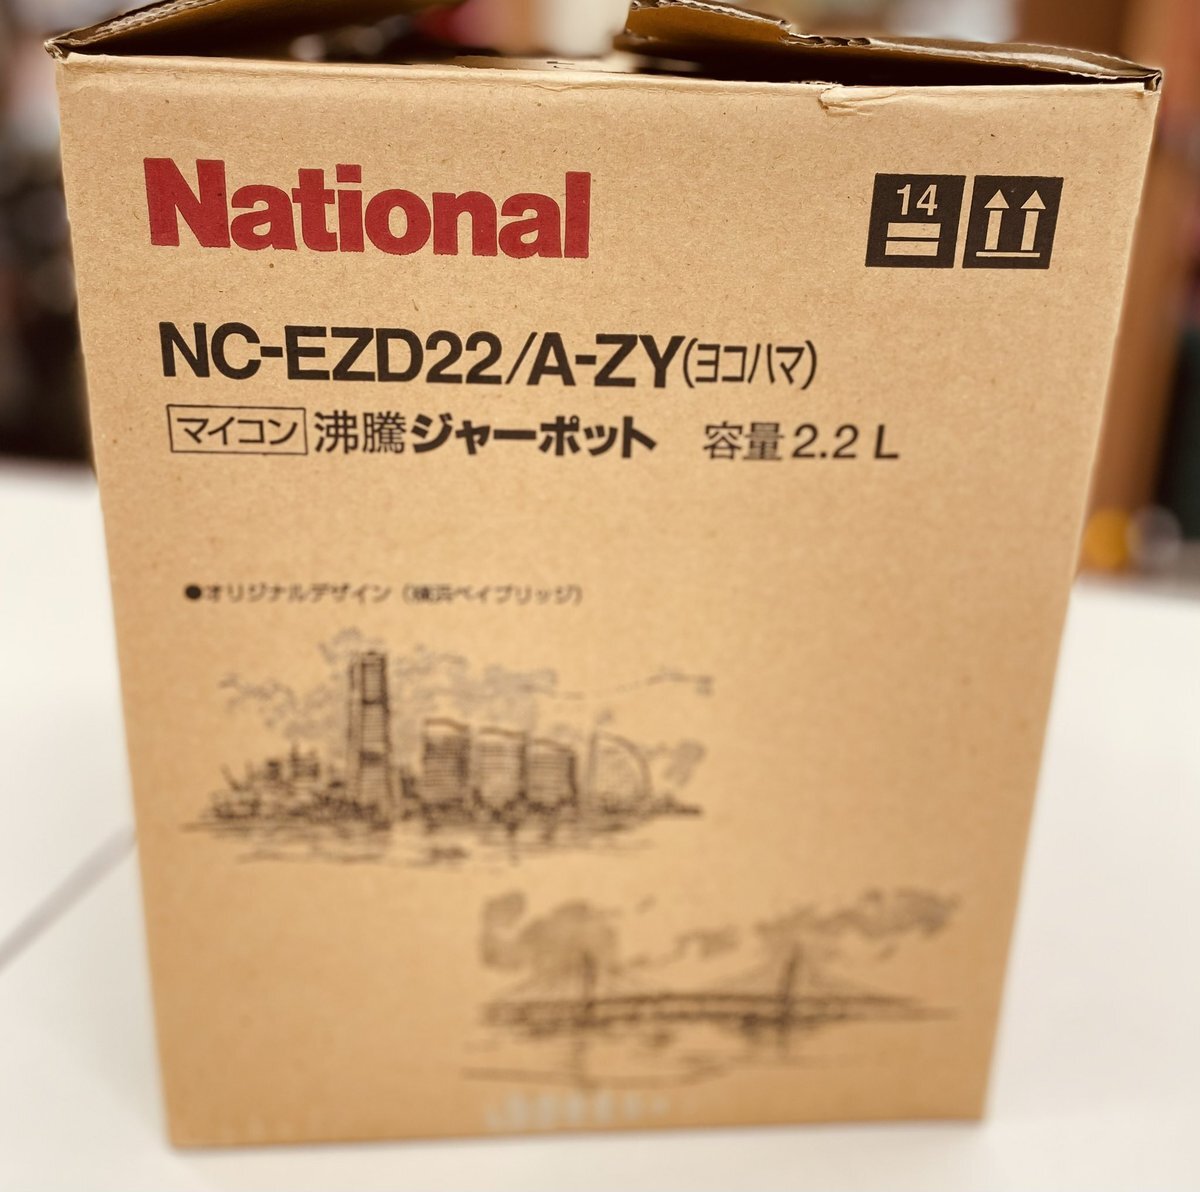 National
14
NC-EZD22/A-ZY(ヨコハマ)
マイコン 沸騰ジャーポット 容量2.2L
●オリジナルデザイン(横浜ベイブリッジ)